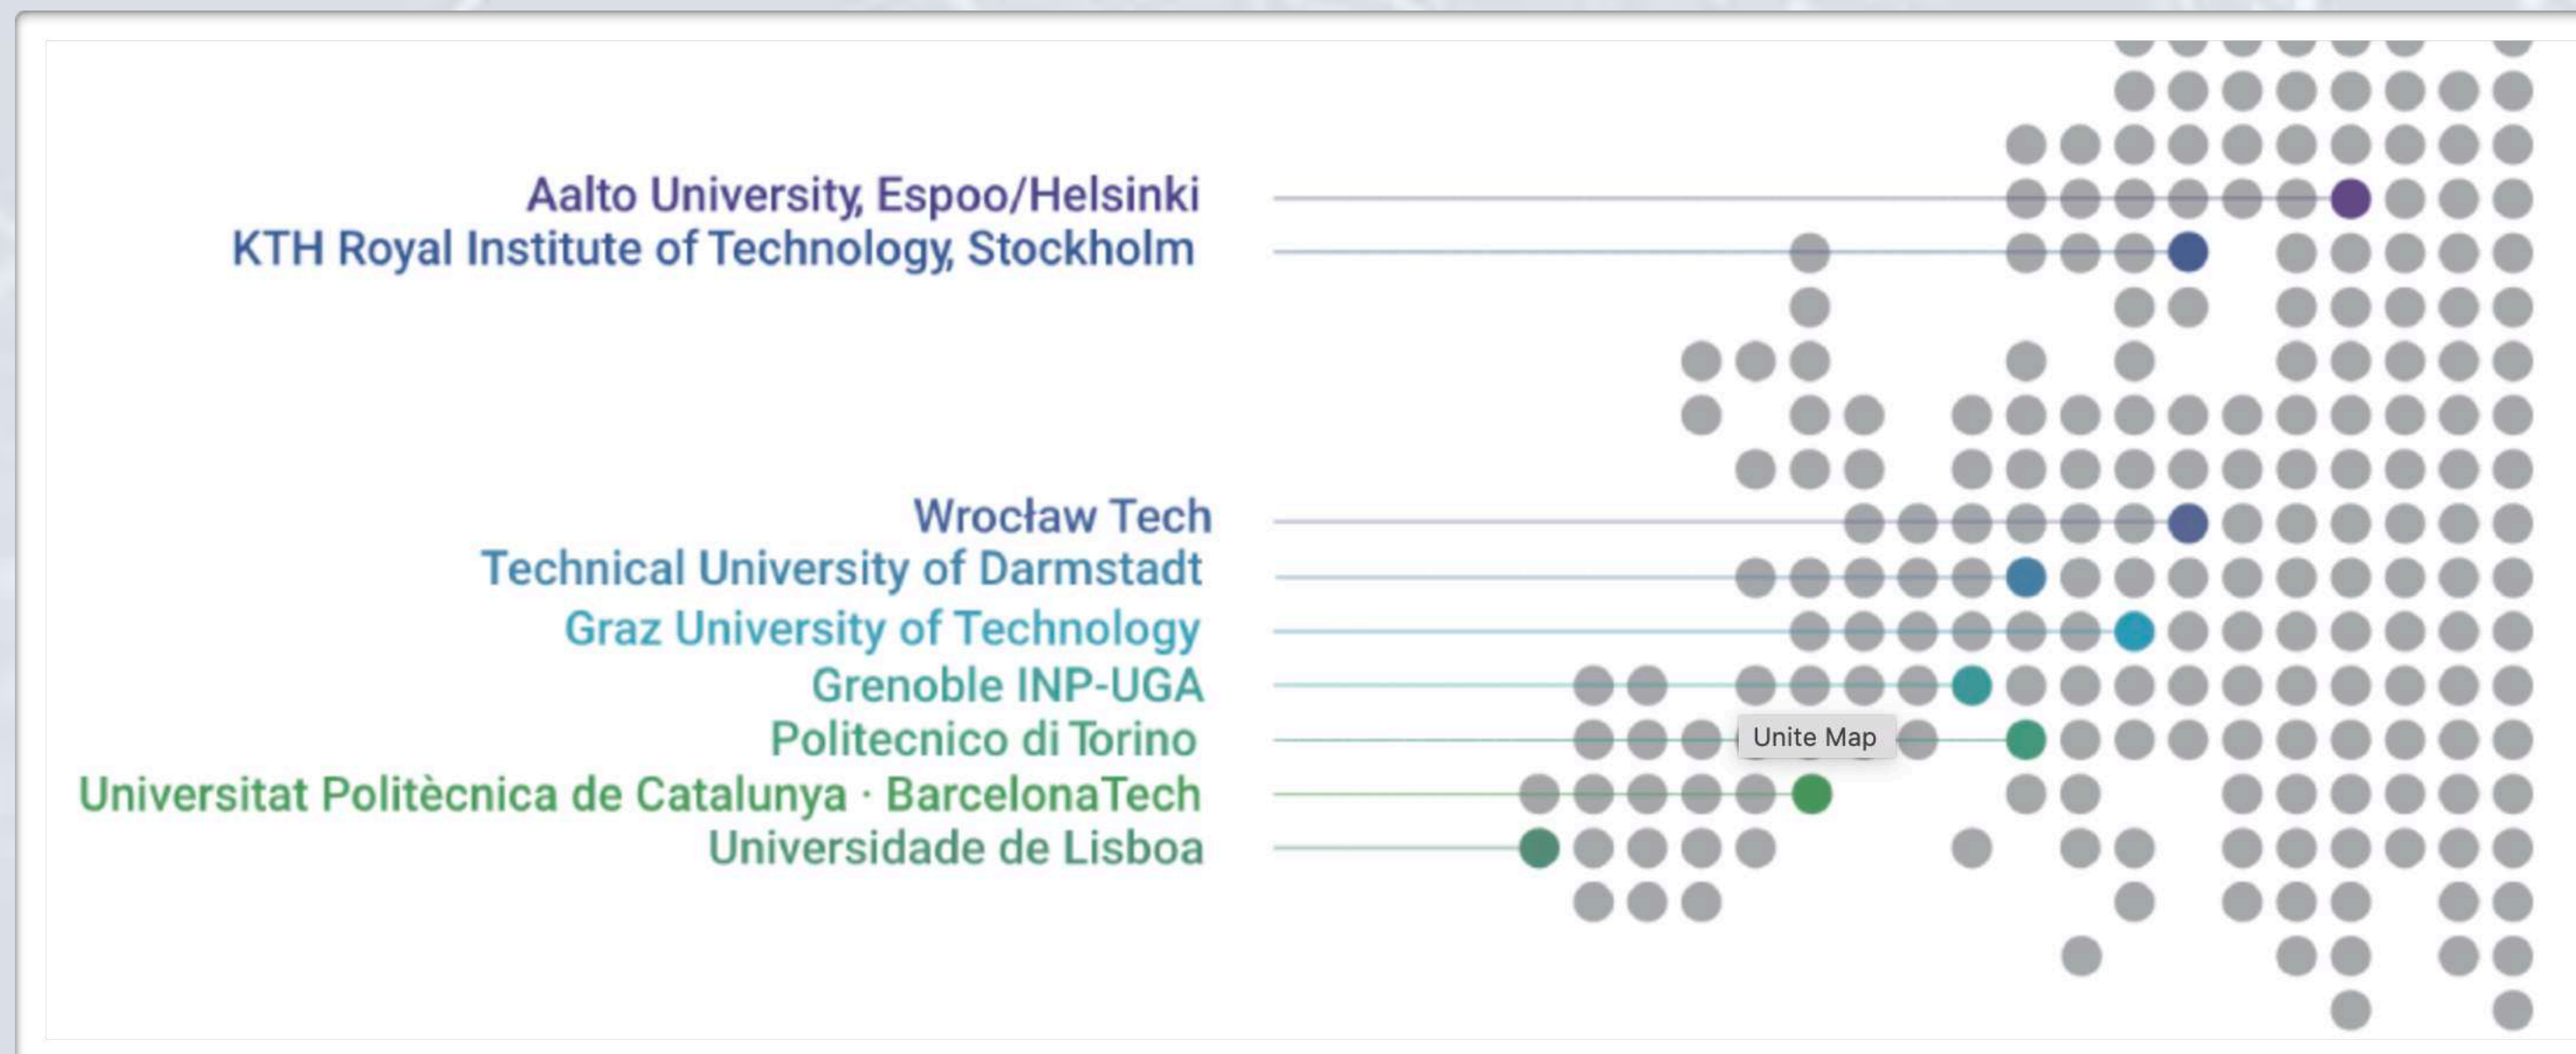 Aalto University, Espoo/Helsinki
KTH Royal Institute of Technology, Stockholm
Wrocław Tech
Technical University of Darmstadt
Graz University of Technology
Grenoble INP-UGA
Politecnico di Torino
Unite Map
Universitat Politècnica de Catalunya · BarcelonaTech
Universidade de Lisboa